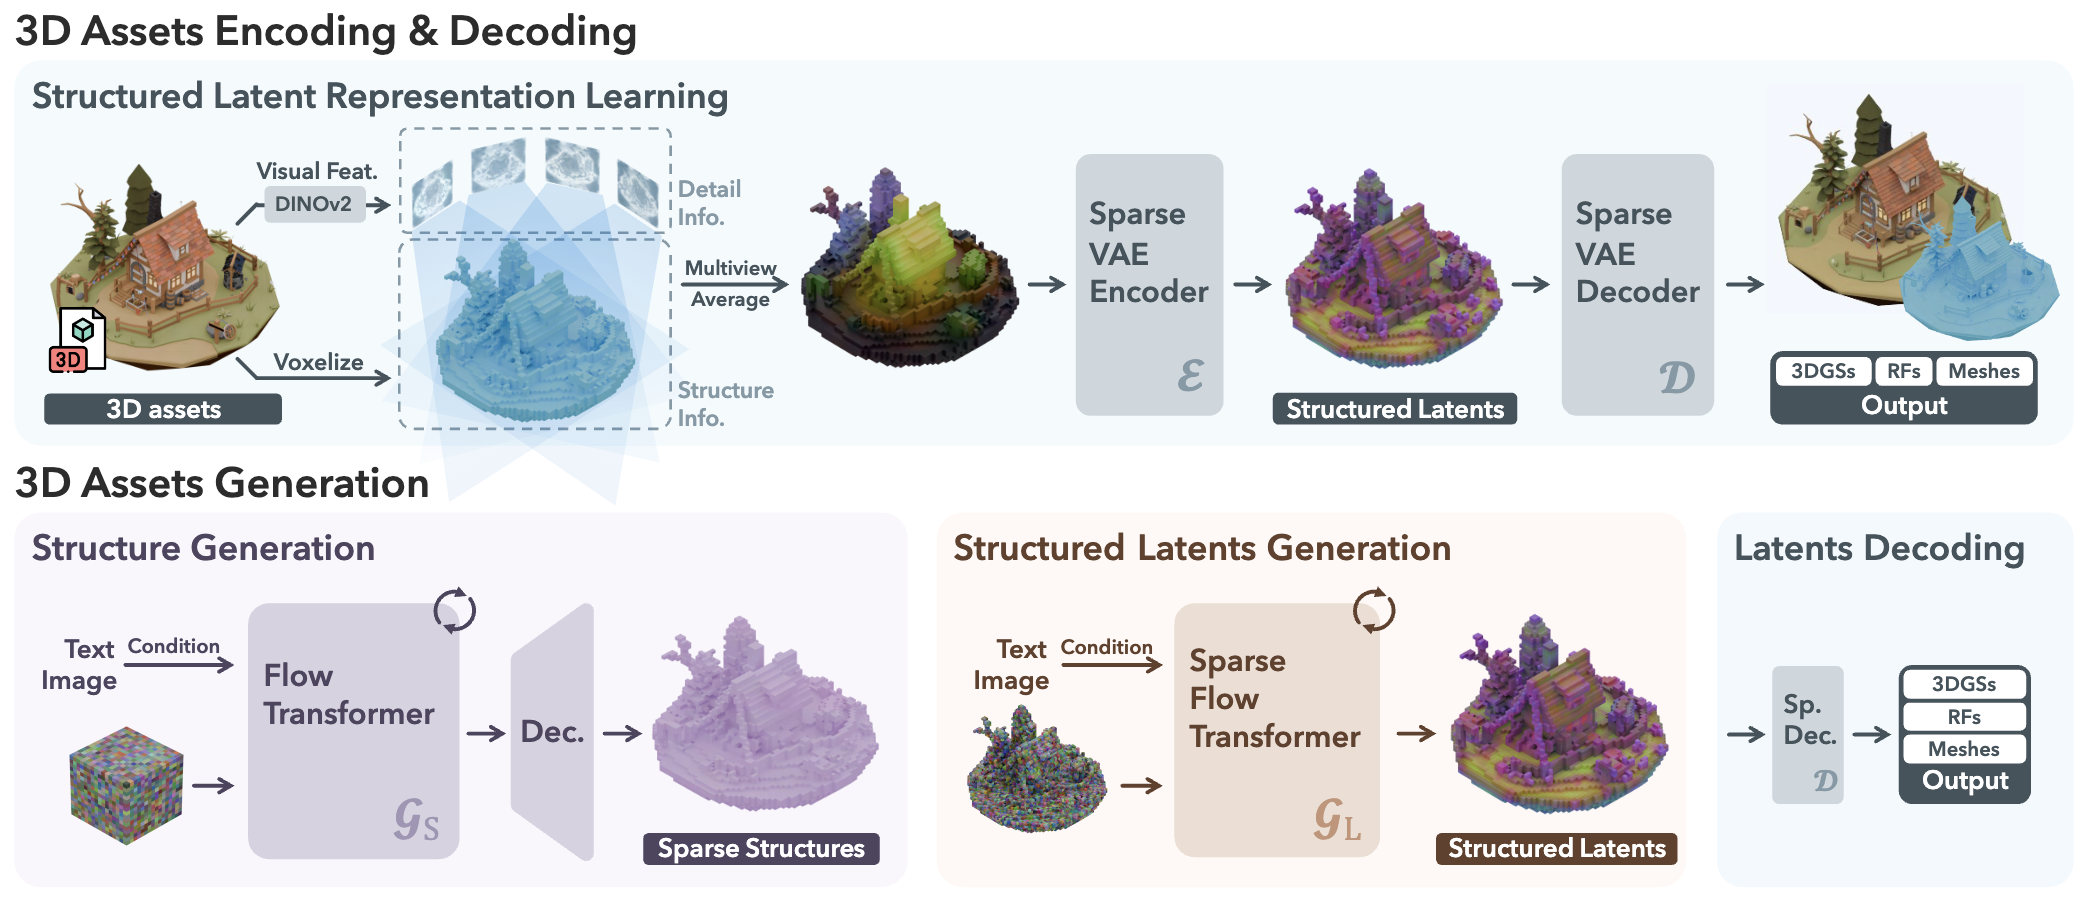 3D Assets Encoding & Decoding
Structured Latent Representation Learning
Visual Feat.
DINOv2
Voxelize
3D
3D assets
Detail
Info.
Structure
Info.
Multiview
Average
Sparse
VAE
Encoder
ℰ
Structured Latents
Sparse
VAE
Decoder
𝒟
3DGSs RFs Meshes
Output
3D Assets Generation
Structure Generation
Text
Image
Condition
Flow
Transformer
𝒢S
Dec.
Sparse Structures
Structured Latents Generation
Text
Image
Condition
Sparse
Flow
Transformer
𝒢L
Structured Latents
Latents Decoding
Sp.
Dec.
𝒟
3DGSs
RFs
Meshes
Output